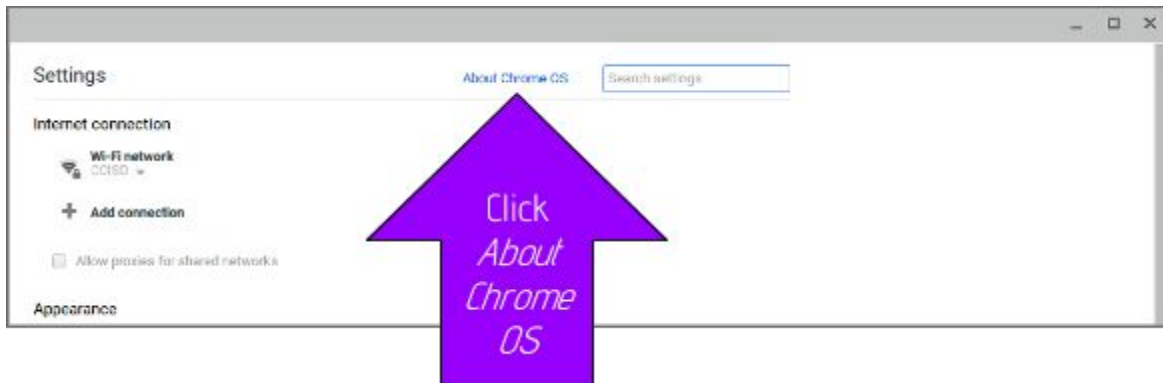 Settings
About Chrome OS
Search settings
Internet connection
Wi-Fi network
CCISD
Add connection
Allow proxies for shared networks
Appearance
Click
About
Chrome
OS